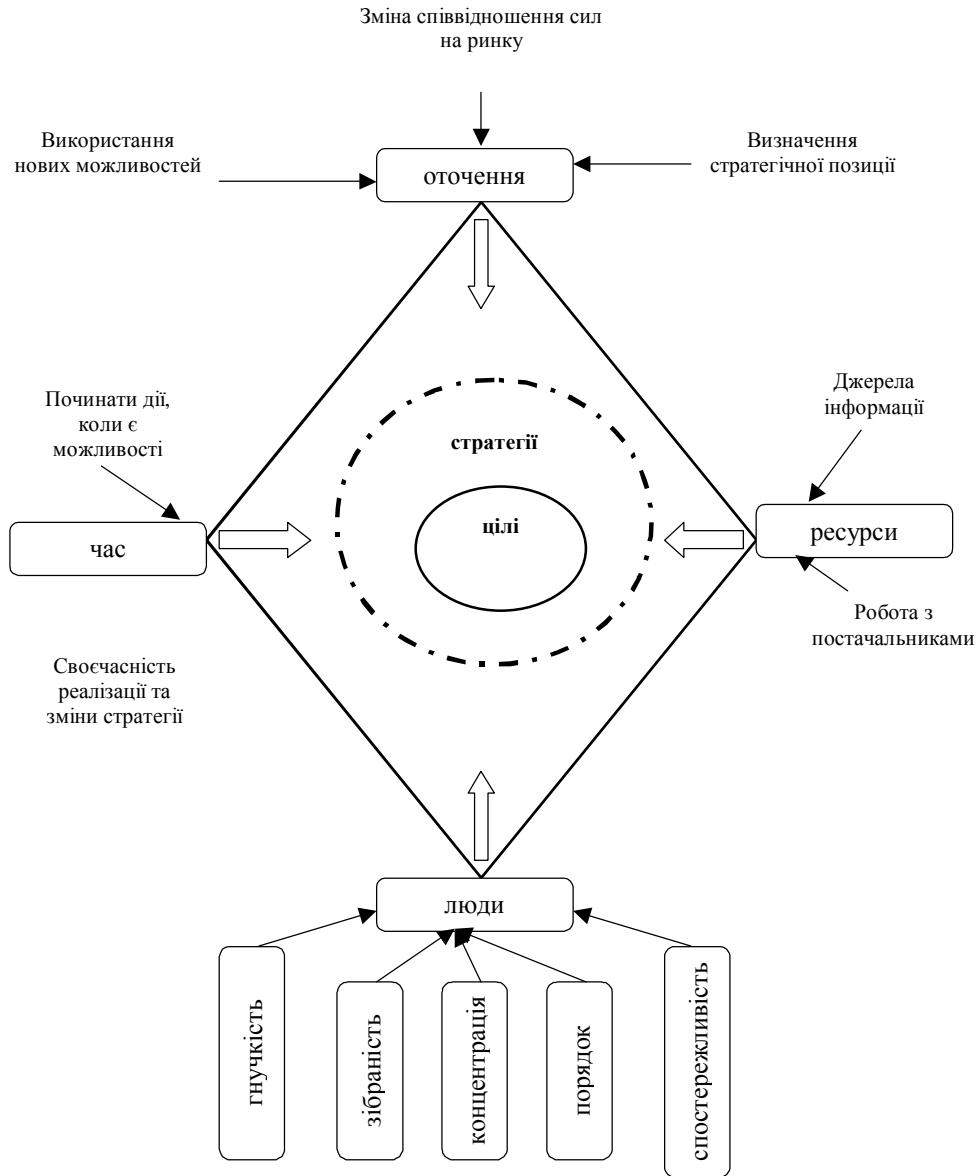 Зміна співвідношення сил
на ринку
Використання
нових можливостей
Визначення
стратегічної позиції
оточення
Починати дії,
коли є
можливості
Джерела
інформації
стратегії
цілі
час
ресурси
Робота з
постачальниками
Своєчасність
реалізації та
зміни стратегії
люди
гнучкість
зібраність
концентрація
порядок
спостережливість